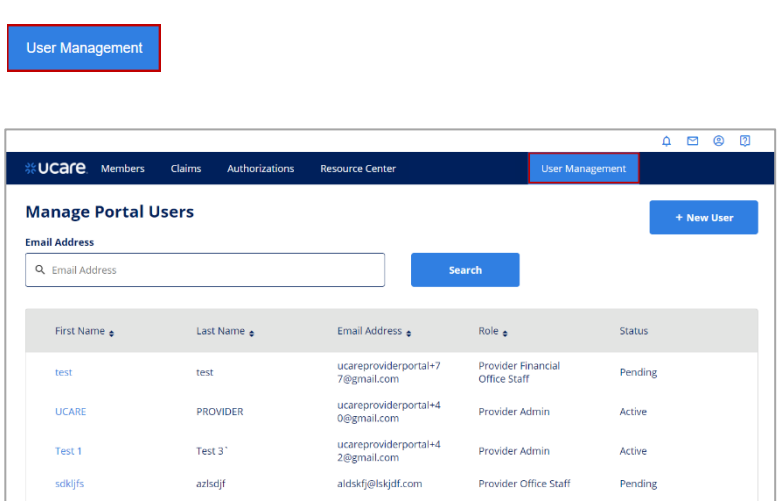 User Management
ucare. Members Claims Authorizations Resource Center User Management
Manage Portal Users
+ New User
Email Address
Email Address
Search
First Name Last Name Email Address Role Status
test test ucareproviderportal+7 Provider Financial Pending
7@gmail.com Office Staff
UCARE PROVIDER ucareproviderportal+4 Provider Admin Active
0@gmail.com
Test 1 Test 3` ucareproviderportal+4 Provider Admin Active
2@gmail.com
sdkljfs azlsdjf aldskfj@lskjdf.com Provider Office Staff Pending